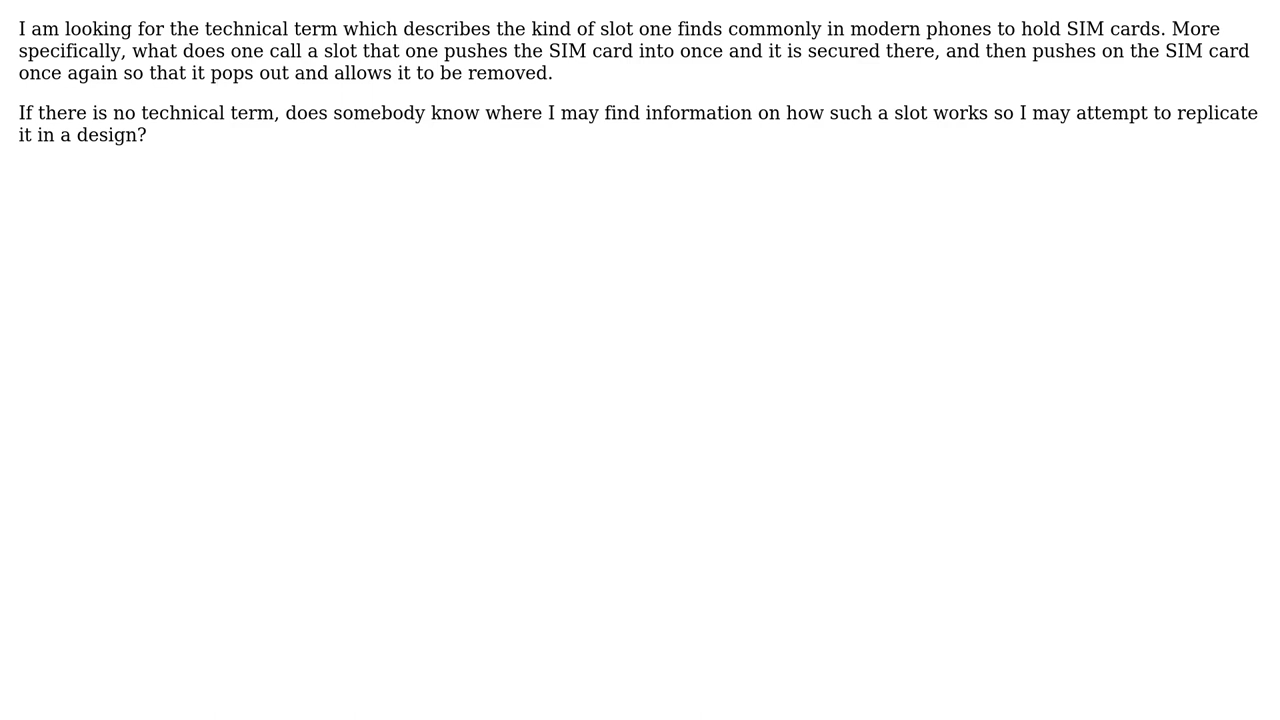 I am looking for the technical term which describes the kind of slot one finds commonly in modern phones to hold SIM cards. More
specifically, what does one call a slot that one pushes the SIM card into once and it is secured there, and then pushes on the SIM card
once again so that it pops out and allows it to be removed.
If there is no technical term, does somebody know where I may find information on how such a slot works so I may attempt to replicate
it in a design?